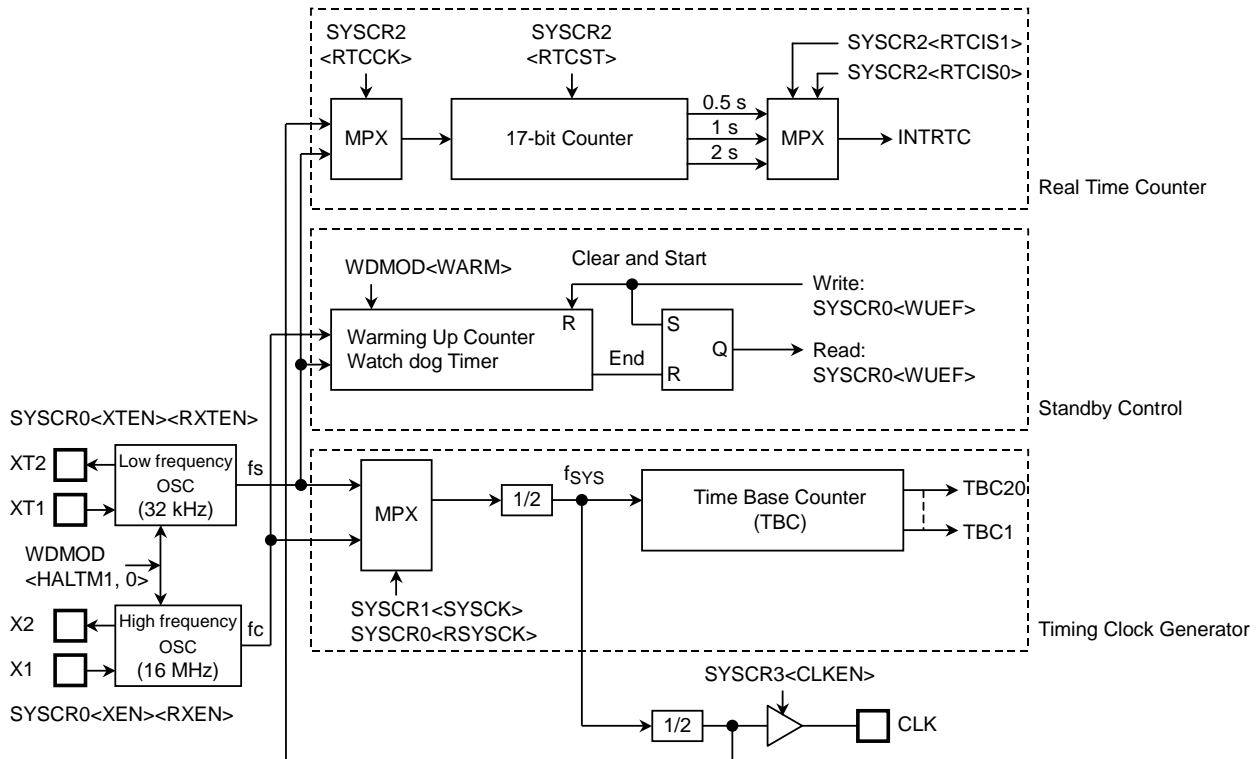 SYSCR2
<RTCCK>
SYSCR2
<RTCST>
SYSCR2<RTCIS1>
SYSCR2<RTCIS0>
MPX
17-bit Counter
0.5 s
1 s
2 s
MPX
INTRTC
Real Time Counter
Clear and Start
WDMOD<WARM>
Write:
SYSCR0<WUEF>
R
Warming Up Counter
Watch dog Timer
End
S
Q
R
Read:
SYSCR0<WUEF>
Standby Control
SYSCR0<XTEN><RXTEN>
XT2
XT1
Low frequency
OSC
(32 kHz)
fs
MPX
1/2
fSYS
Time Base Counter
(TBC)
TBC20
TBC1
WDMOD
<HALTM1, 0>
X2
X1
High frequency
OSC
(16 MHz)
fc
SYSCR1<SYSCK>
SYSCR0<RSYSCK>
Timing Clock Generator
SYSCR0<XEN><RXEN>
SYSCR3<CLKEN>
1/2
CLK